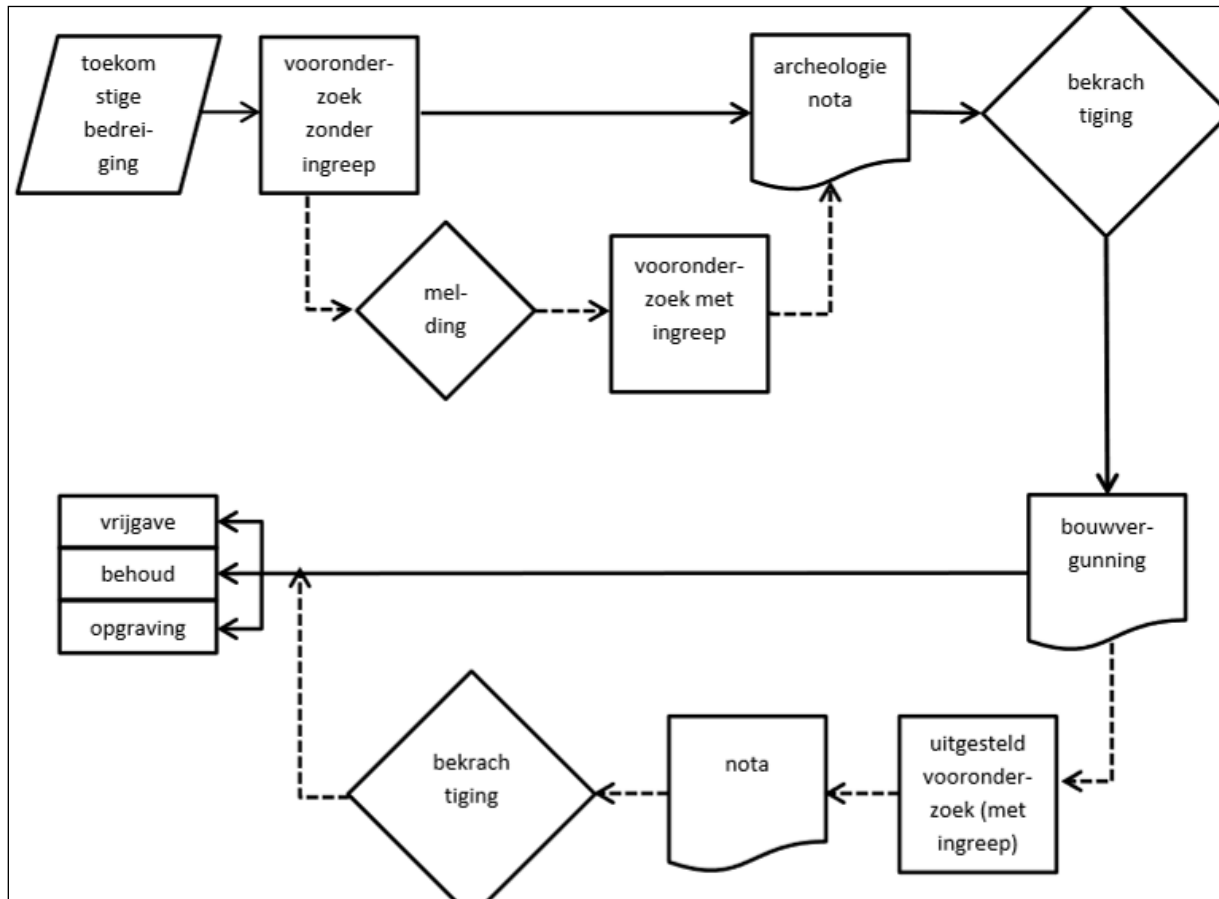 toekom
stige
bedrei-
ging
vooronder-
zoek
zonder
ingreep
archeologie
nota
bekrach
tiging
mel-
ding
vooronder-
zoek met
ingreep
bouwver-
gunning
vrijgave
behoud
opgraving
uitgesteld
vooronder-
zoek (met
ingreep)
nota
bekrach
tiging